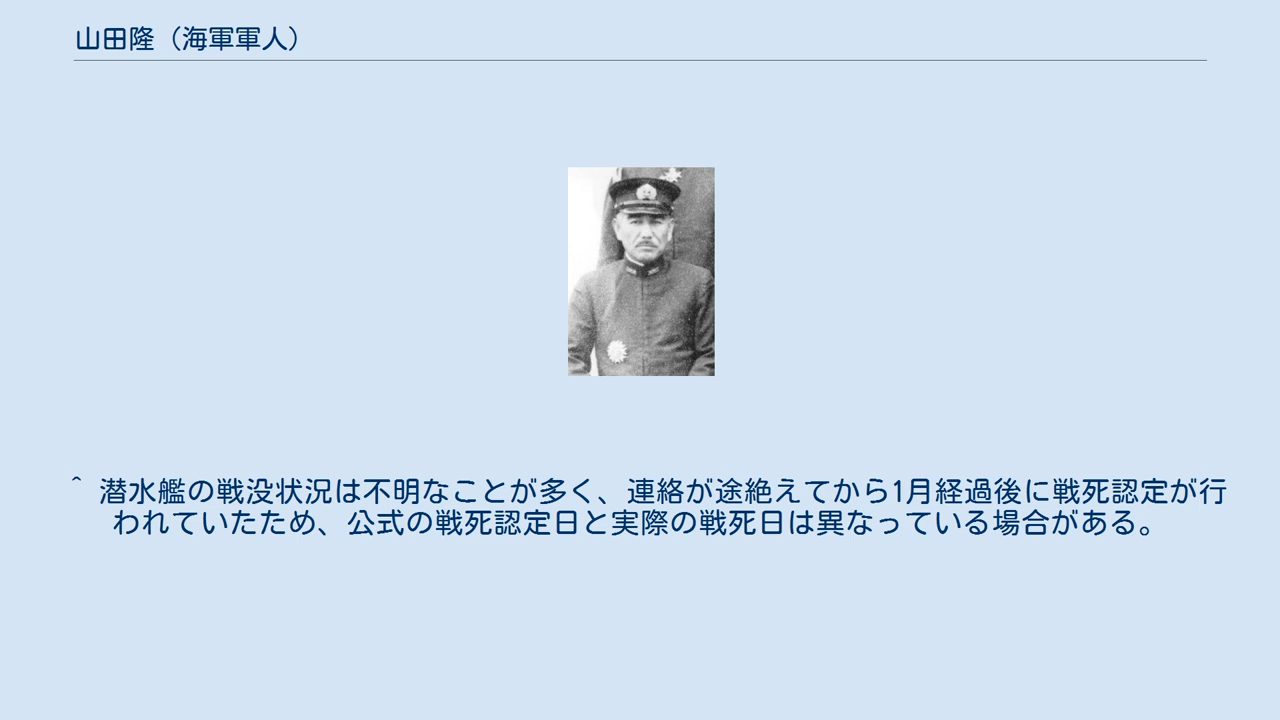 山田隆（海軍軍人）
^ 潜水艦の戦没状況は不明なことが多く、連絡が途絶えてから1月経過後に戦死認定が行
われていたため、公式の戦死認定日と実際の戦死日は異なっている場合がある。